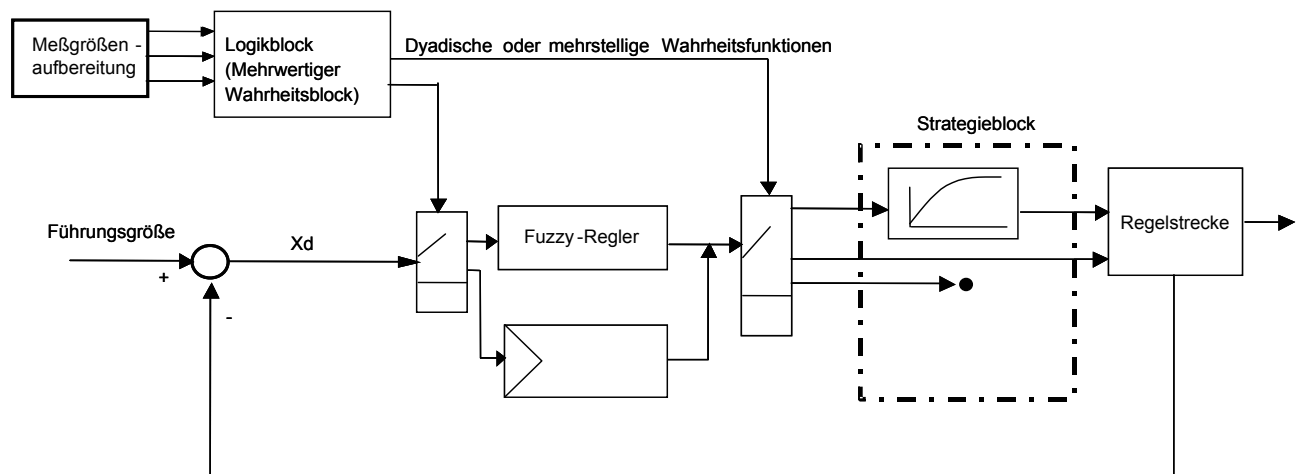 Meßgrößen -
aufbereitung
Logikblock
(Mehrwertiger
Wahrheitsblock)
Dyadische oder mehrstellige Wahrheitsfunktionen
Strategieblock
Führungsgröße
Xd
Fuzzy-Regler
Regelstrecke
+
-